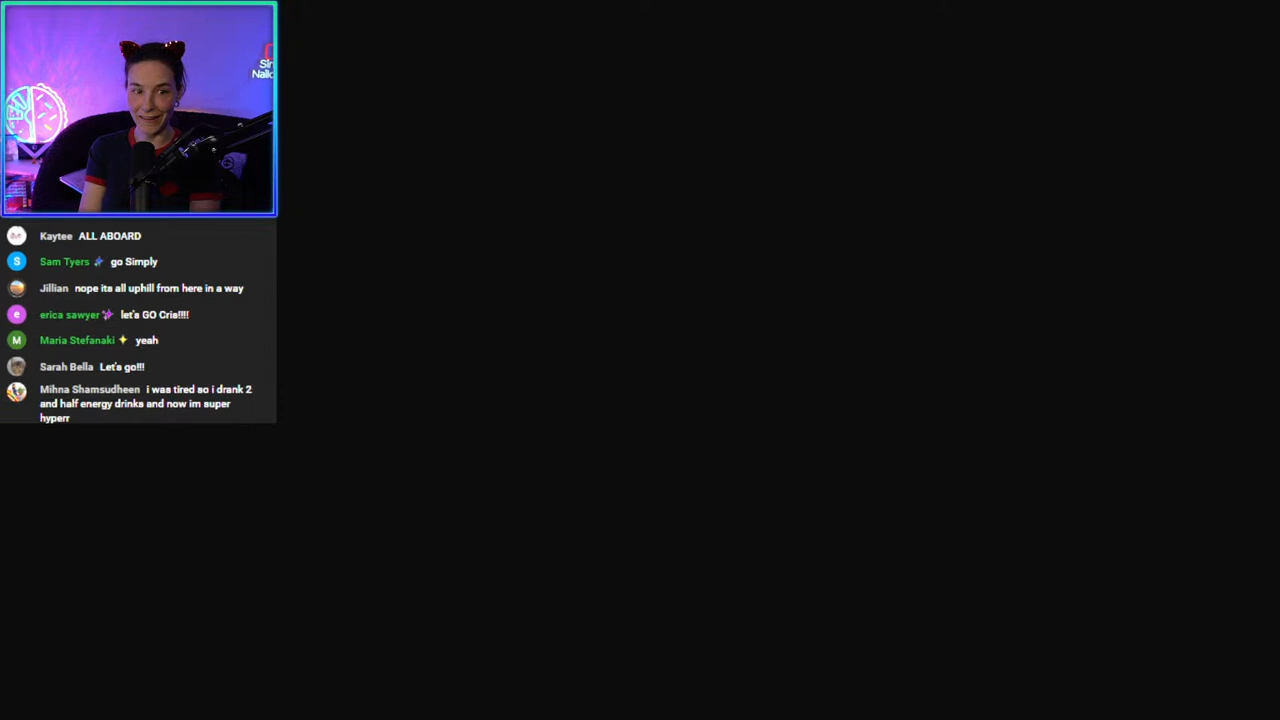 Kaytee ALL ABOARD
Sam Tyers go Simply
Jillian nope its all uphill from here in a way
erica sawyer let's GO Cris!!!!
Maria Stefanaki yeah
Sarah Bella Let's go!!!
Mihna Shamsudheen i was tired so i drank 2
and half energy drinks and now im super
hyperr
S
e
M